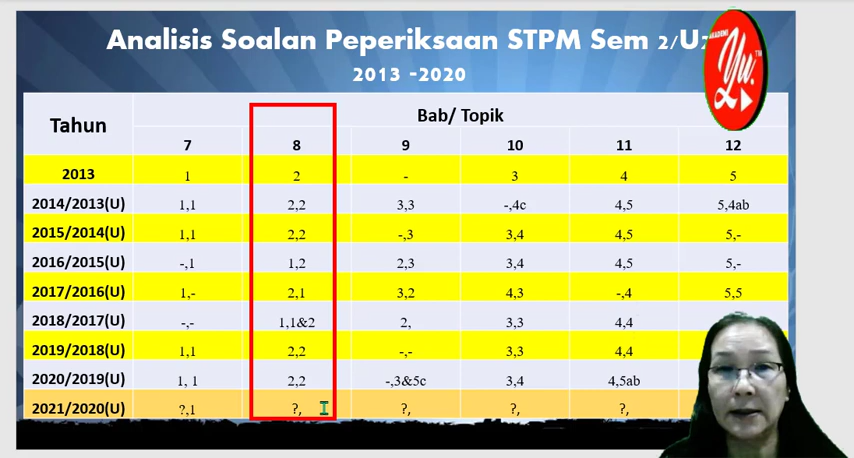 Analisis Soalan Peperiksaan STPM Sem 2/U
2013 -2020
AKADEMI
Yu.
TM
Tahun Bab/ Topik
7 8 9 10 11 12
2013 1 2 - 3 4 5
2014/2013(U) 1,1 2,2 3,3 -,4c 4,5 5,4ab
2015/2014(U) 1,1 2,2 -,3 3,4 4,5 5,-
2016/2015(U) -,1 1,2 2,3 3,4 4,5 5,-
2017/2016(U) 1,- 2,1 3,2 4,3 -,4 5,5
2018/2017(U) -,- 1,1&2 2, 3,3 4,4
2019/2018(U) 1,1 2,2 -,- 3,3 4,4
2020/2019(U) 1, 1 2,2 -,3&5c 3,4 4,5ab
2021/2020(U) ?,1 ?, ?, ?, ?,